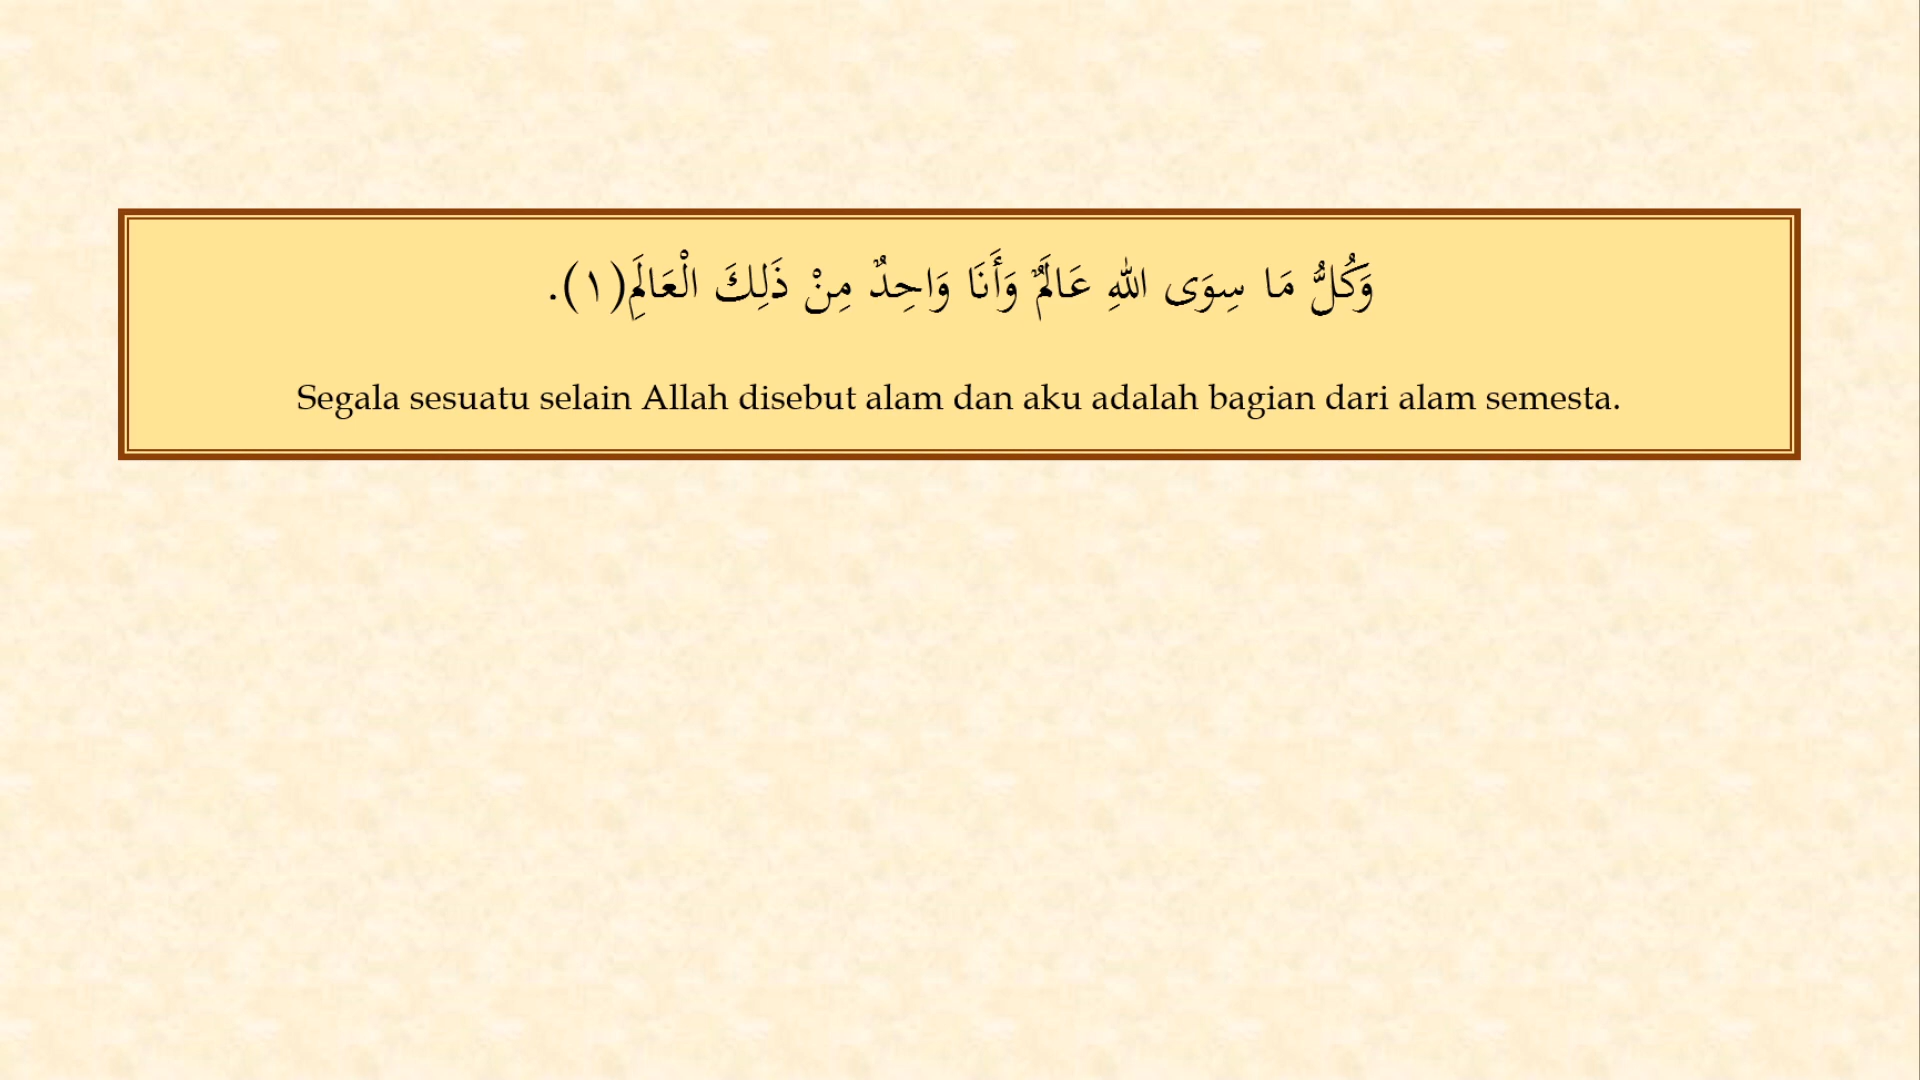 وَكُلُّ مَا سِوَى اللهِ عَالَمٌ وَأَنَا وَاحِدٌ مِنْ ذَلِكَ الْعَالَمِ(١).
Segala sesuatu selain Allah disebut alam dan aku adalah bagian dari alam semesta.